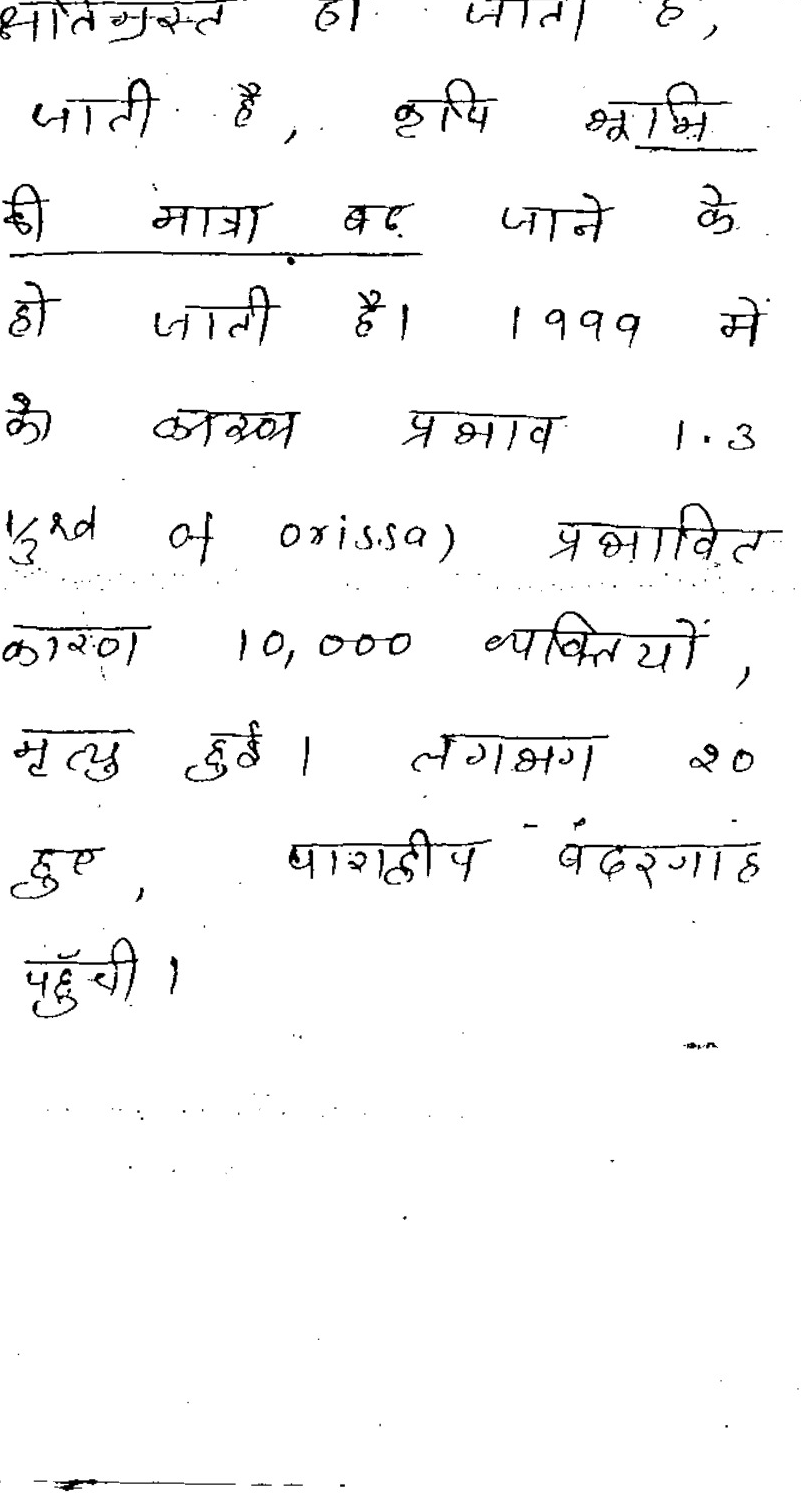 क्षतिग्रस्त हो जाता है,
जाती है, कृषि भूमि
की मात्रा बढ़ जाने के
हो जाती है। 1999 में
के कारण प्रभाव 1.3
1/3rd of orissa) प्रभावित
कारण 10,000 व्यक्तियों,
मृत्यु हुई। लगभग 20
हुए, पाराद्वीप बंदरगाह
पहुँची।